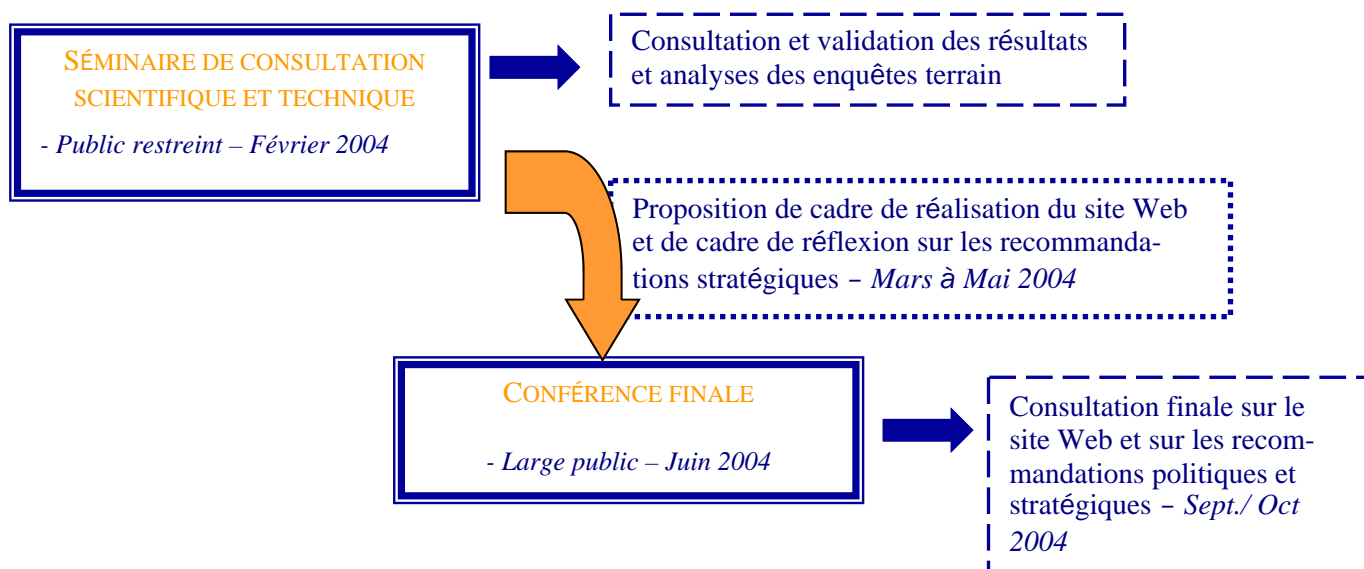 SÉMINAIRE DE CONSULTATION
SCIENTIFIQUE ET TECHNIQUE
- Public restreint – Février 2004
Consultation et validation des résultats
et analyses des enquêtes terrain
Proposition de cadre de réalisation du site Web
et de cadre de réflexion sur les recommanda-
tions stratégiques – Mars à Mai 2004
CONFÉRENCE FINALE
- Large public – Juin 2004
Consultation finale sur le
site Web et sur les recom-
mandations politiques et
stratégiques – Sept./ Oct
2004